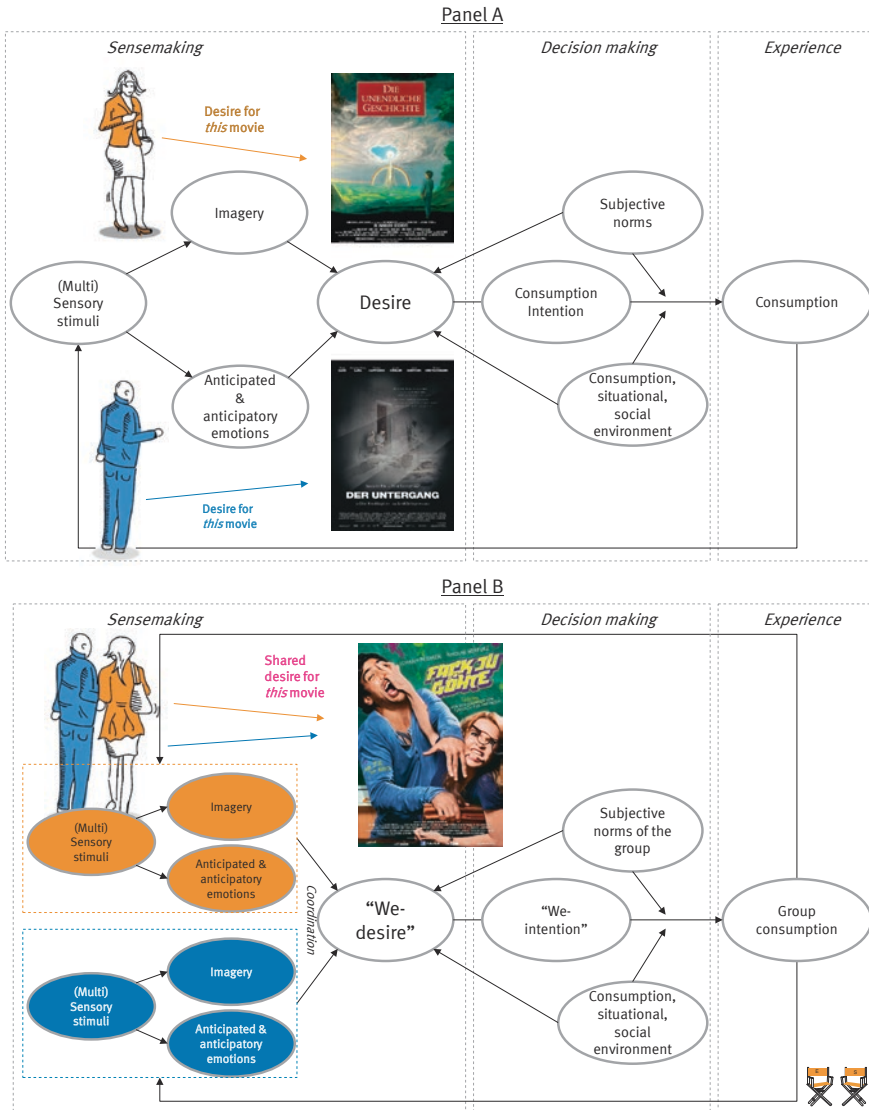 Panel A
Sensemaking
Decision making
Experience
Desire for
this movie
DIE
UNENDLICHE
GESCHICHTE
Imagery
Subjective
norms
(Multi)
Sensory
stimuli
Desire
Consumption
Intention
Consumption
Anticipated
&
anticipatory
emotions
Consumption,
situational,
social
environment
DER UNTERGANG
Desire for
this movie
Panel B
Sensemaking
Decision making
Experience
Shared
desire for
this movie
FACK JU
GÖHTE
Imagery
(Multi)
Sensory
stimuli
Anticipated &
anticipatory
emotions
Subjective
norms of the
group
Coordination
"We-
desire"
"We-
intention"
Group
consumption
Imagery
(Multi)
Sensory
stimuli
Anticipated &
anticipatory
emotions
Consumption,
situational,
social
environment